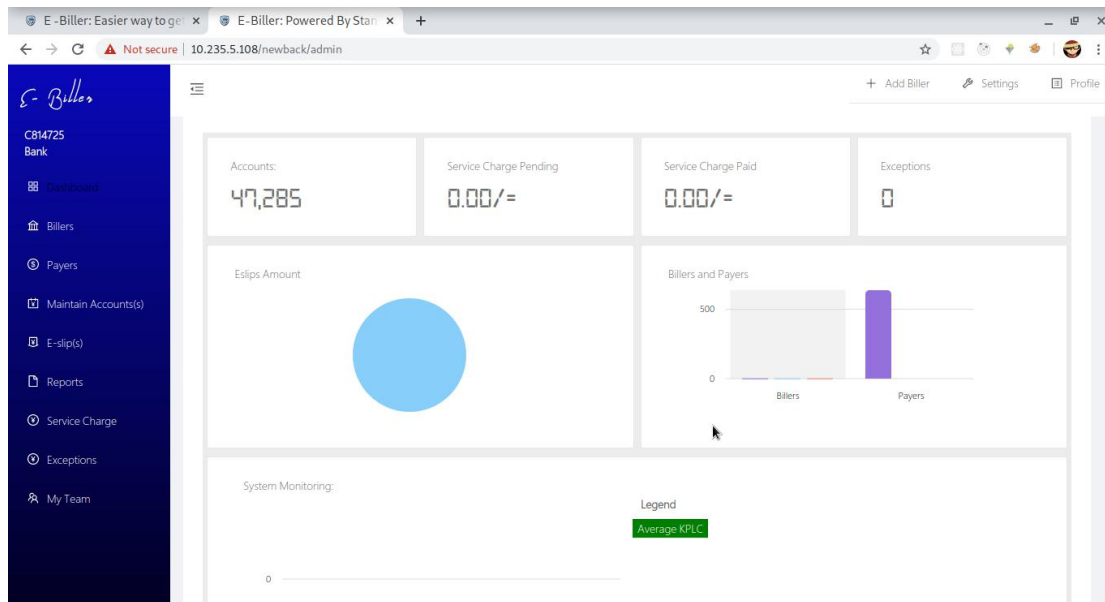 E -Biller: Easier way to ge
E-Biller: Powered By Stan
Not secure | 10.235.5.108/newback/admin
E- Biller
Add Biller
Settings
Profile
C814725
Bank
Dashboard
Billers
Payers
Maintain Accounts(s)
E-slip(s)
Reports
Service Charge
Exceptions
My Team
Accounts:
47,285
Service Charge Pending
0.00/=
Service Charge Paid
0.00/=
Exceptions
0
Eslips Amount
Billers and Payers
500
0
Billers
Payers
System Monitoring:
Legend
Average KPLC
0